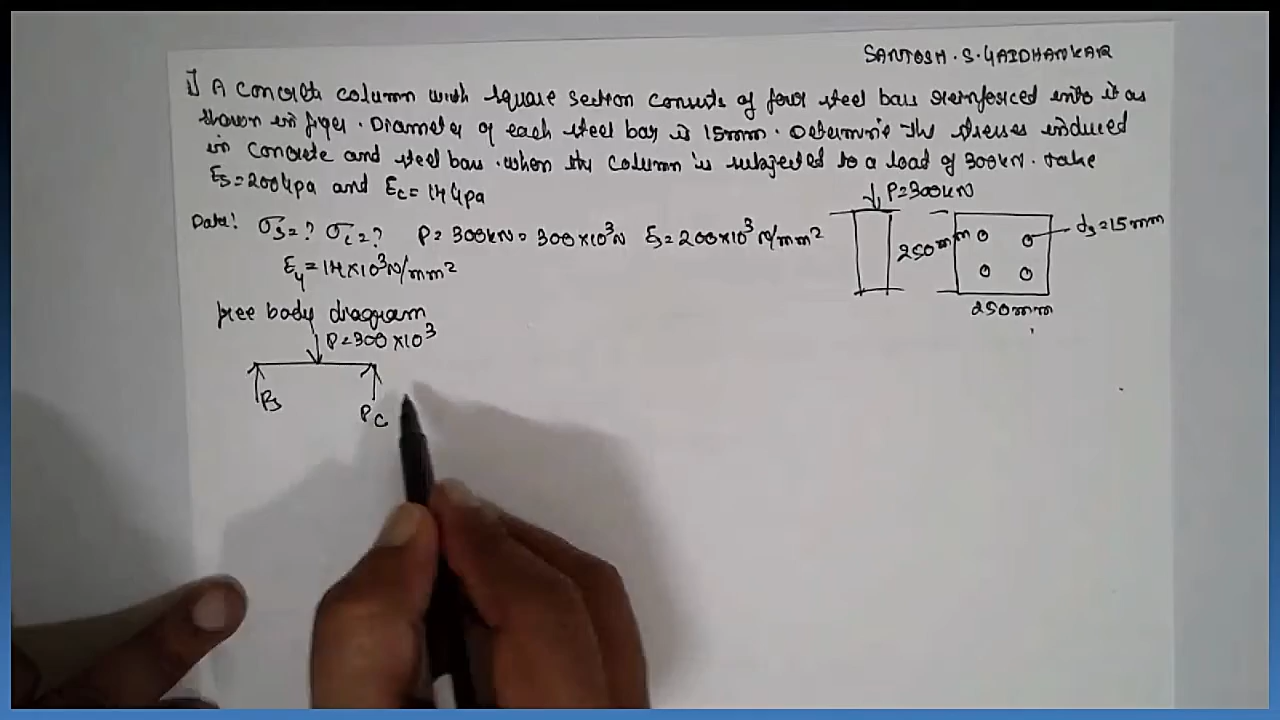 SANTOSH.S.GAIDHANKAR
1] A concrete column with square section consists of four steel bars reinforced into it as
shown in figer. Diameter of each steel bar is 15mm. Determine the stresses induced
in concrete and steel bars. when the column is subjected to a load of 300kN. Take
Es=200Gpa and Ec=14Gpa
P=300kN
Data: σs=? σc=? P=300kN=300×10³N Es=200×10³N/mm²
250mm
ds=15mm
=14×10³N/mm²
250mm
free body diagram
P=300×10³
Ps
Pc